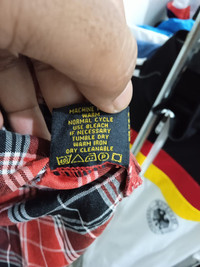 MACHINE
WARM
NORMAL CYCLE
USE BLEACH
IF NECESSARY
TUMBLE DRY
WARM IRON
DRY CLEANABLE